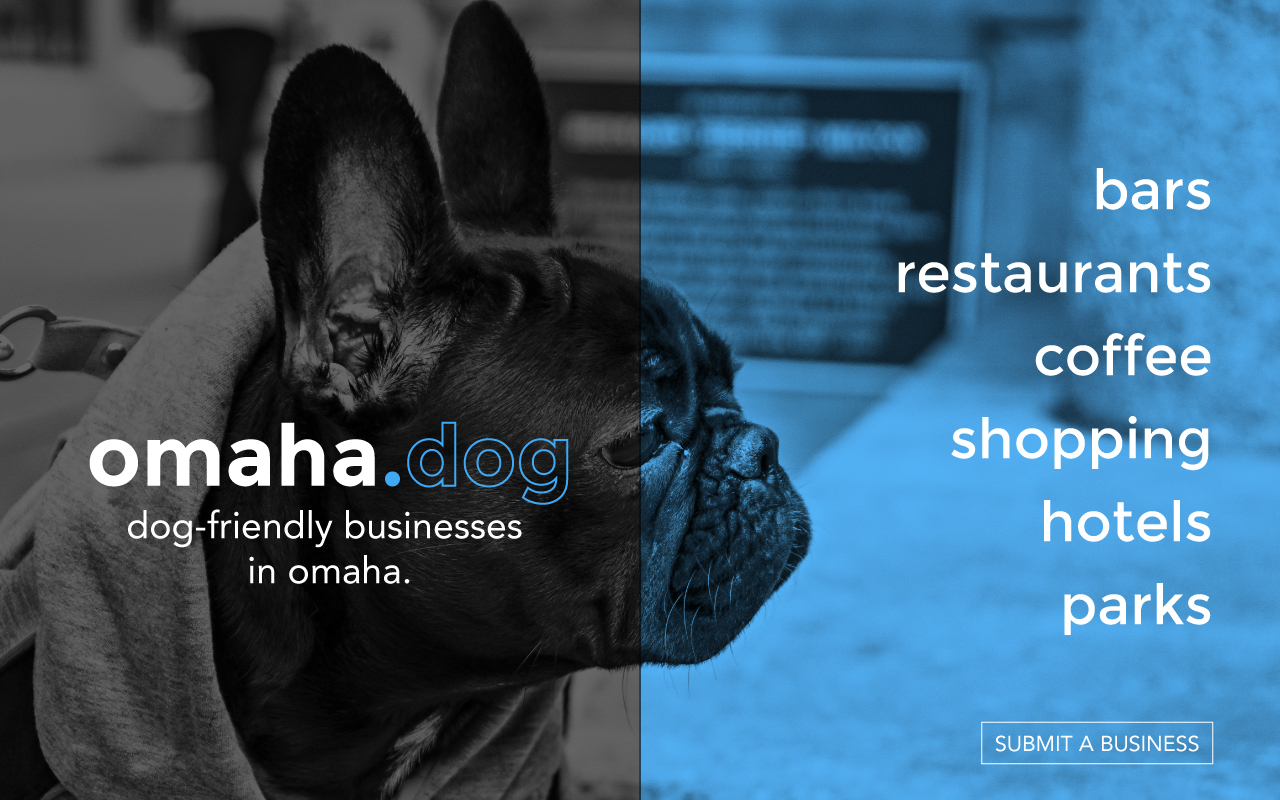 omaha.dog
dog-friendly businesses
in omaha.
bars
restaurants
coffee
shopping
hotels
parks
SUBMIT A BUSINESS